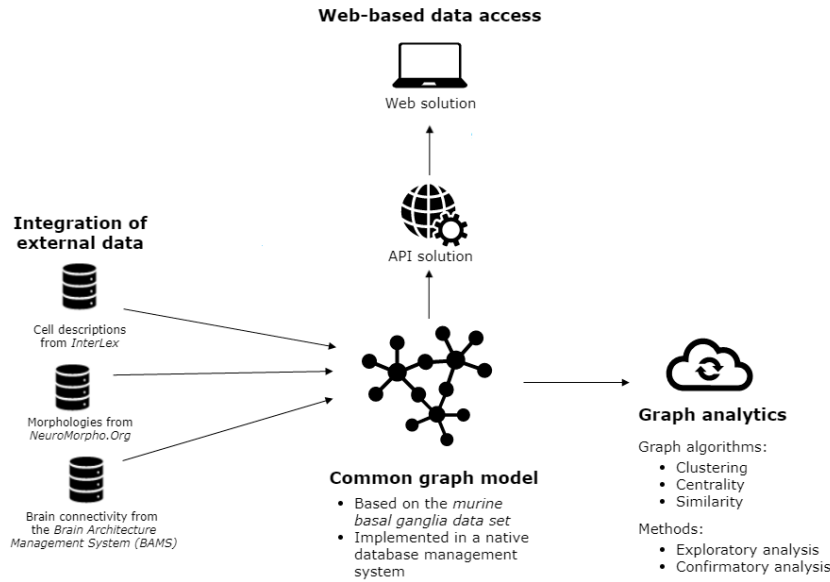 Web-based data access
Web solution
API solution
Integration of
external data
Cell descriptions
from InterLex
Morphologies from
NeuroMorpho.Org
Brain connectivity from
the Brain Architecture
Management System (BAMS)
Common graph model
• Based on the murine
basal ganglia data set
• Implemented in a native
database management
system
Graph analytics
Graph algorithms:
• Clustering
• Centrality
• Similarity
Methods:
• Exploratory analysis
• Confirmatory analysis